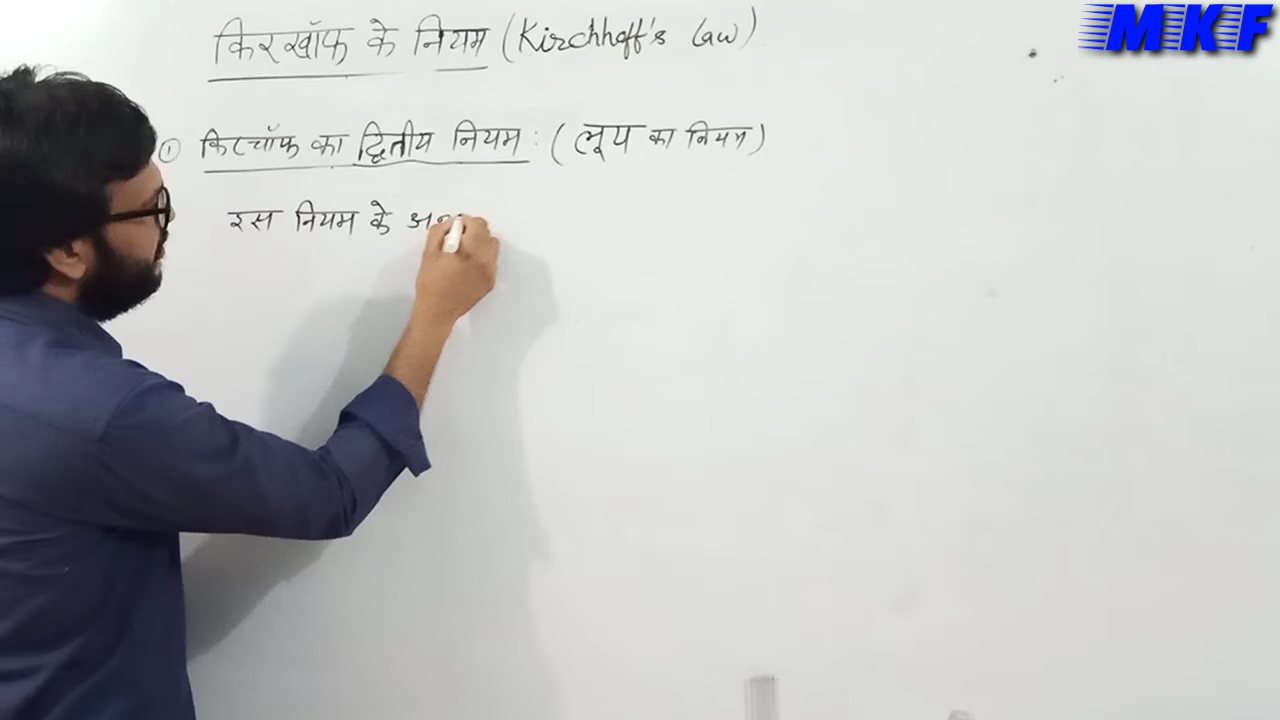 MKF
किरखॉफ के नियम (Kirchhoff's Law)
① किरचॉफ का द्वितीय नियम : (लूप का नियम)
इस नियम के